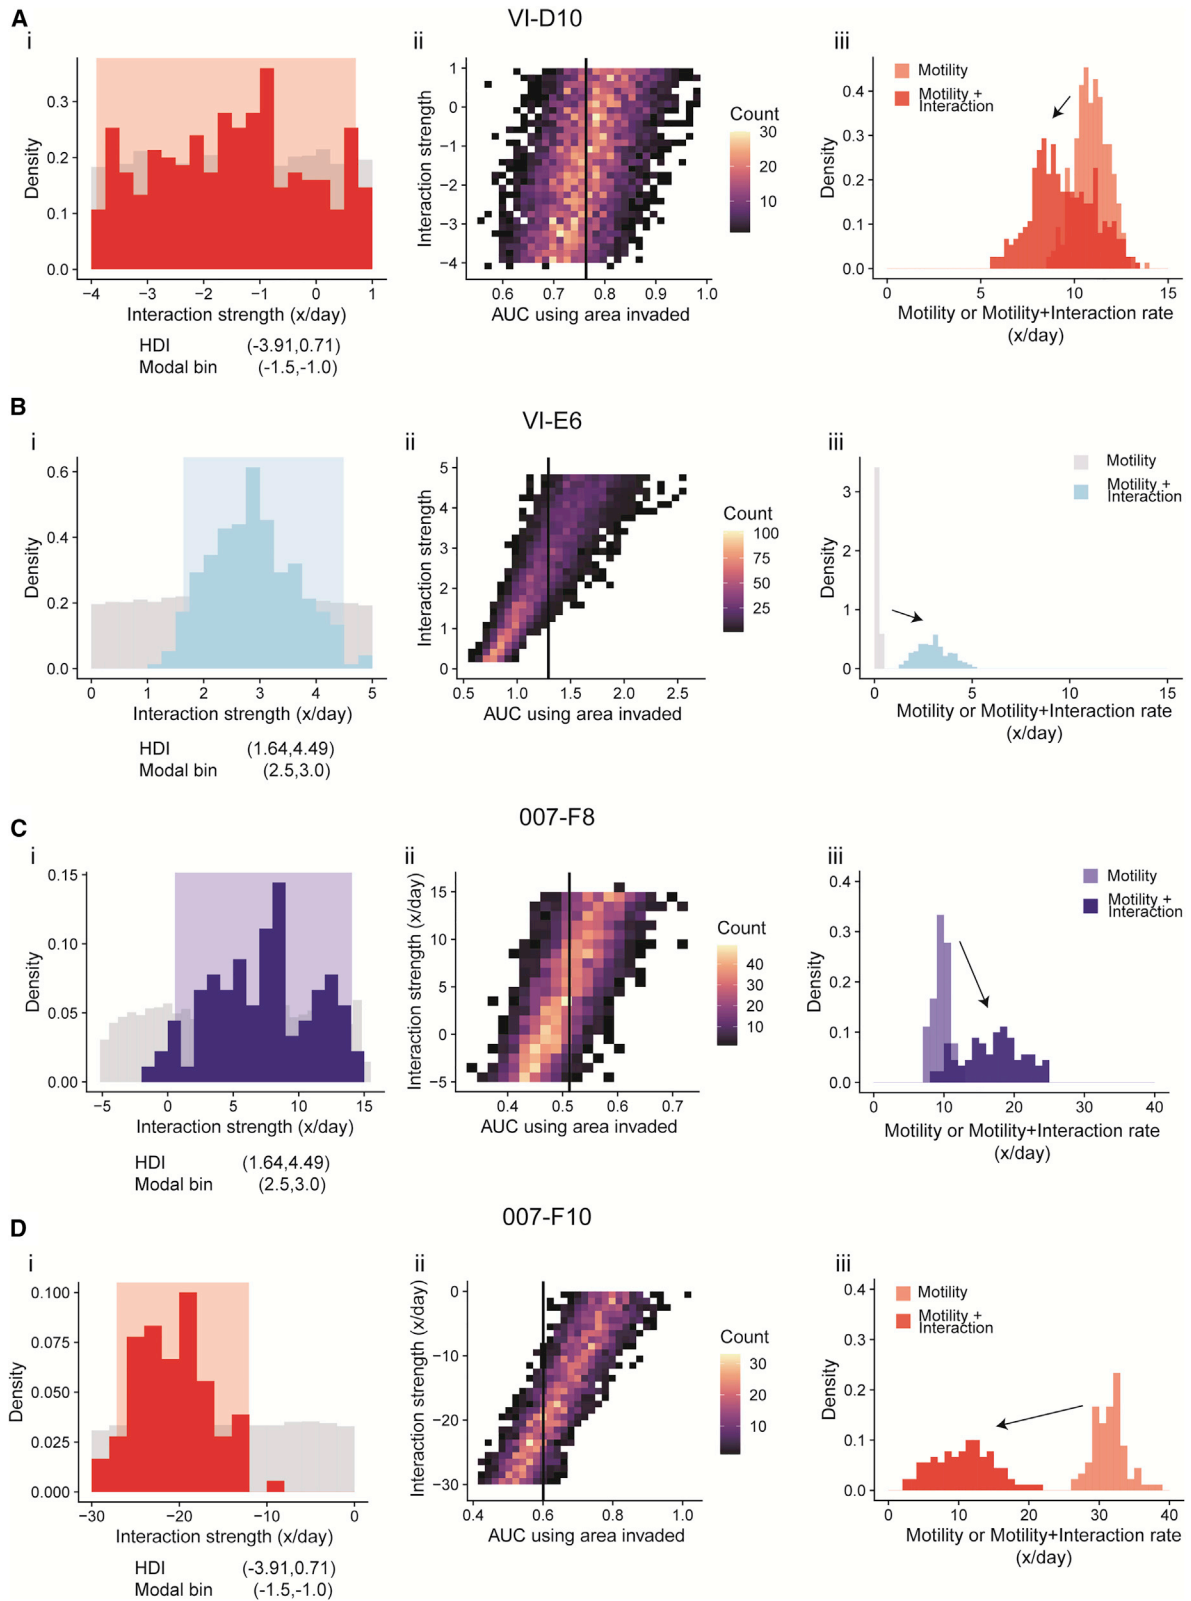 A
VI-D10
i
ii
iii
Density
0.3
0.2
0.1
0.0
−4
−3
−2
−1
0
1
Interaction strength (x/day)
HDI (-3.91,0.71)
Modal bin (-1.5,-1.0)
Interaction strength
1
0
−1
−2
−3
−4
0.6
0.7
0.8
0.9
1.0
AUC using area invaded
Count
30
20
10
Motility
Motility +
Interaction
Density
0.4
0.3
0.2
0.1
0.0
0
5
10
15
Motility or Motility+Interaction rate
(x/day)
B
VI-E6
i
ii
iii
Density
0.6
0.4
0.2
0.0
0
1
2
3
4
5
Interaction strength (x/day)
HDI (1.64,4.49)
Modal bin (2.5,3.0)
Interaction strength
5
4
3
2
1
0
0.5
1.0
1.5
2.0
2.5
AUC using area invaded
Count
100
75
50
25
Motility
Motility +
Interaction
Density
3
2
1
0
0
5
10
15
Motility or Motility+Interaction rate
(x/day)
C
007-F8
i
ii
iii
Density
0.15
0.10
0.05
0.00
−5
0
5
10
15
Interaction strength (x/day)
HDI (1.64,4.49)
Modal bin (2.5,3.0)
Interaction strength (x/day)
15
10
5
0
−5
0.4
0.5
0.6
0.7
AUC using area invaded
Count
40
30
20
10
Motility
Motility +
Interaction
Density
0.4
0.3
0.2
0.1
0.0
0
10
20
30
40
Motility or Motility+Interaction rate
(x/day)
D
007-F10
i
ii
iii
Density
0.100
0.075
0.050
0.025
0.000
−30
−20
−10
0
Interaction strength (x/day)
HDI (-3.91,0.71)
Modal bin (-1.5,-1.0)
Interaction strength (x/day)
0
−10
−20
−30
0.4
0.6
0.8
1.0
AUC using area invaded
Count
30
20
10
Motility
Motility +
Interaction
Density
0.4
0.3
0.2
0.1
0.0
0
10
20
30
40
Motility or Motility+Interaction rate
(x/day)